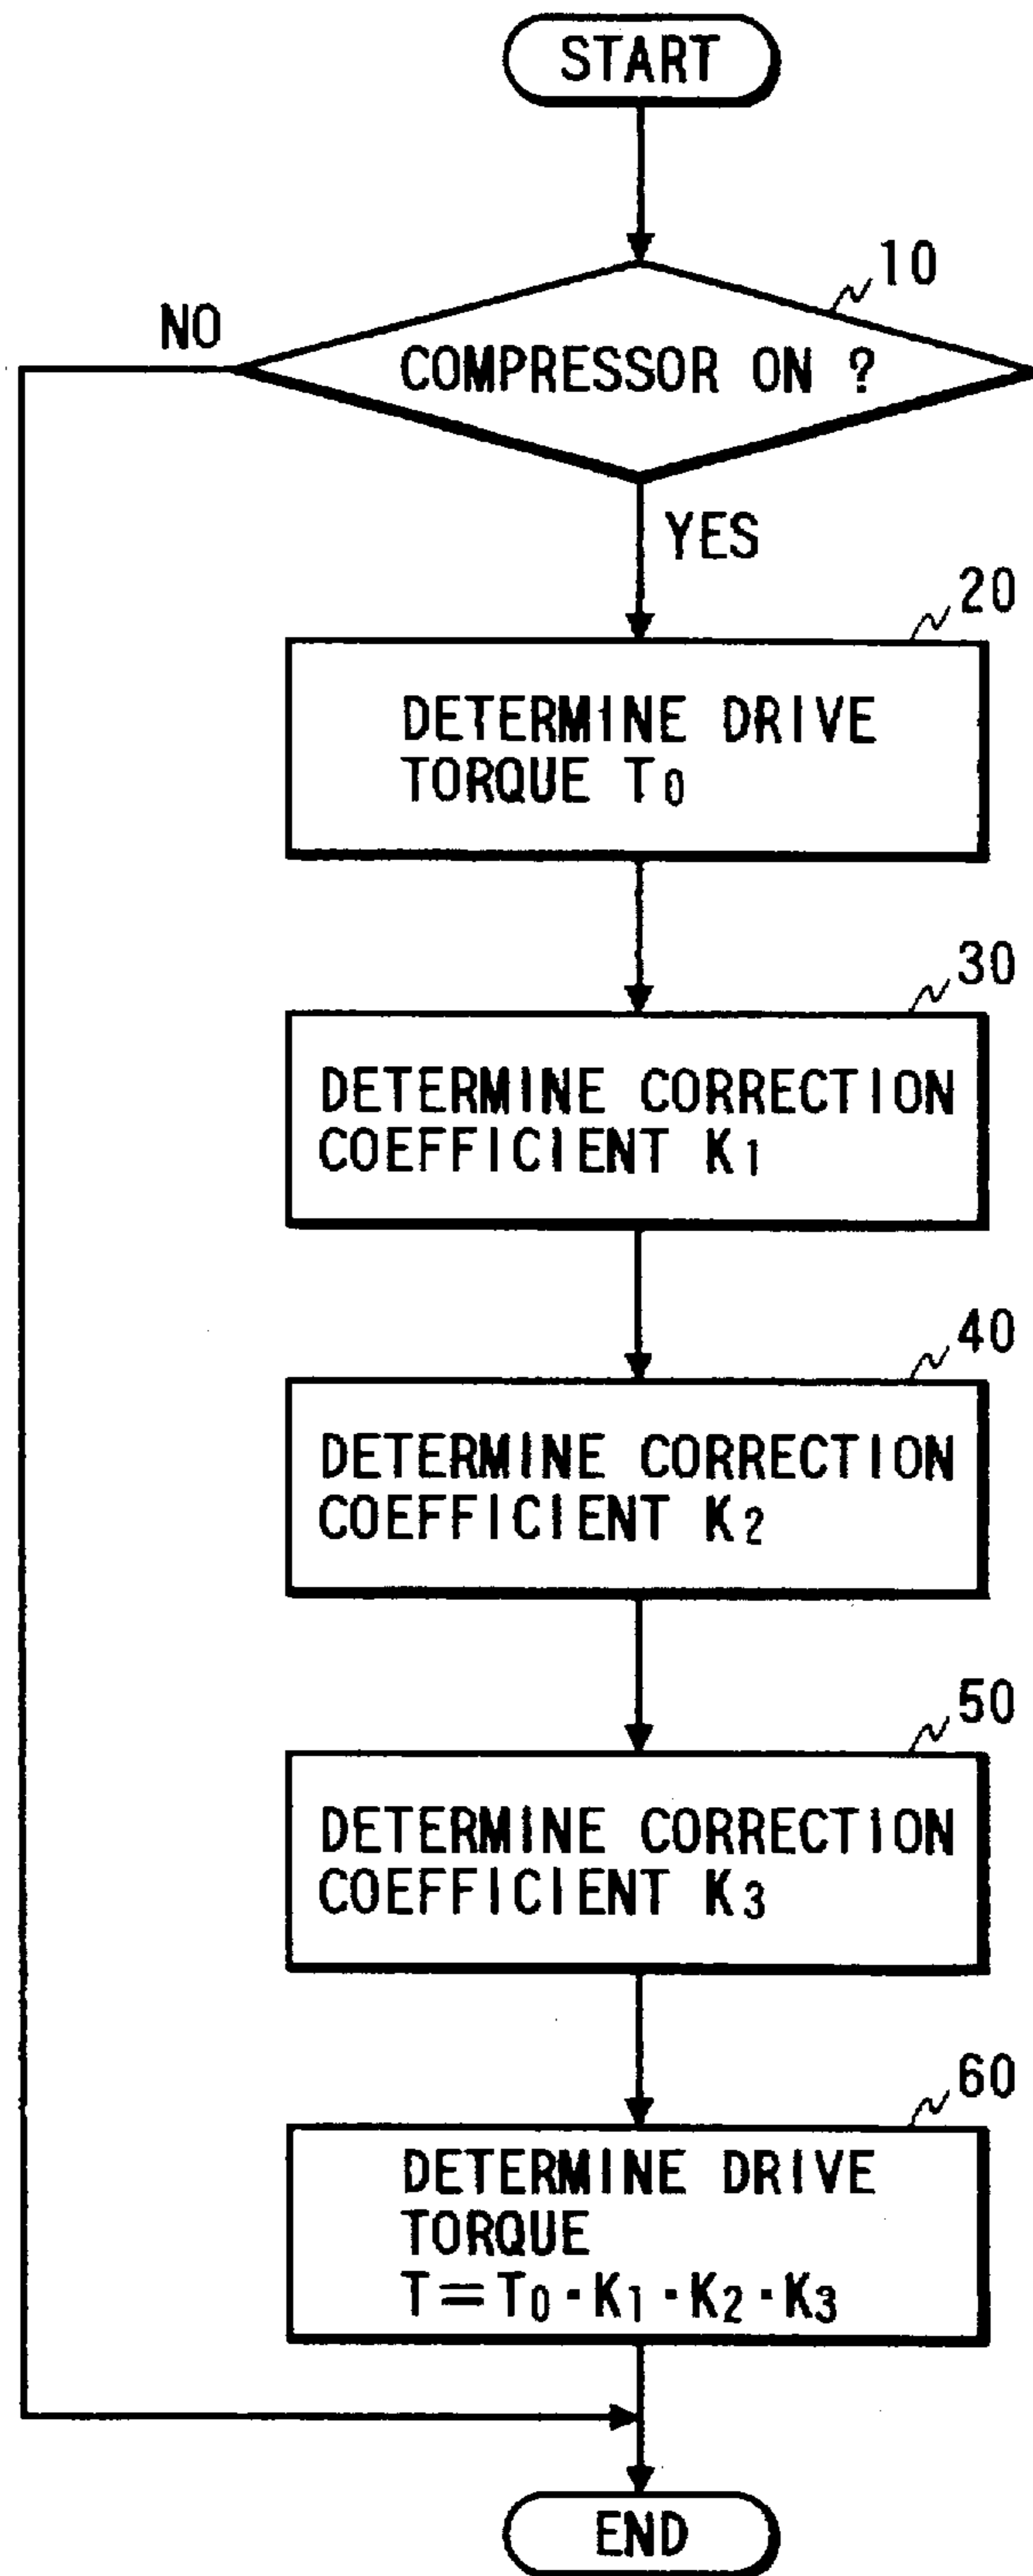 START
10
NO
COMPRESSOR ON ?
YES
20
DETERMINE DRIVE
TORQUE T₀
30
DETERMINE CORRECTION
COEFFICIENT K₁
40
DETERMINE CORRECTION
COEFFICIENT K₂
50
DETERMINE CORRECTION
COEFFICIENT K₃
60
DETERMINE DRIVE
TORQUE
T=T₀·K₁·K₂·K₃
END